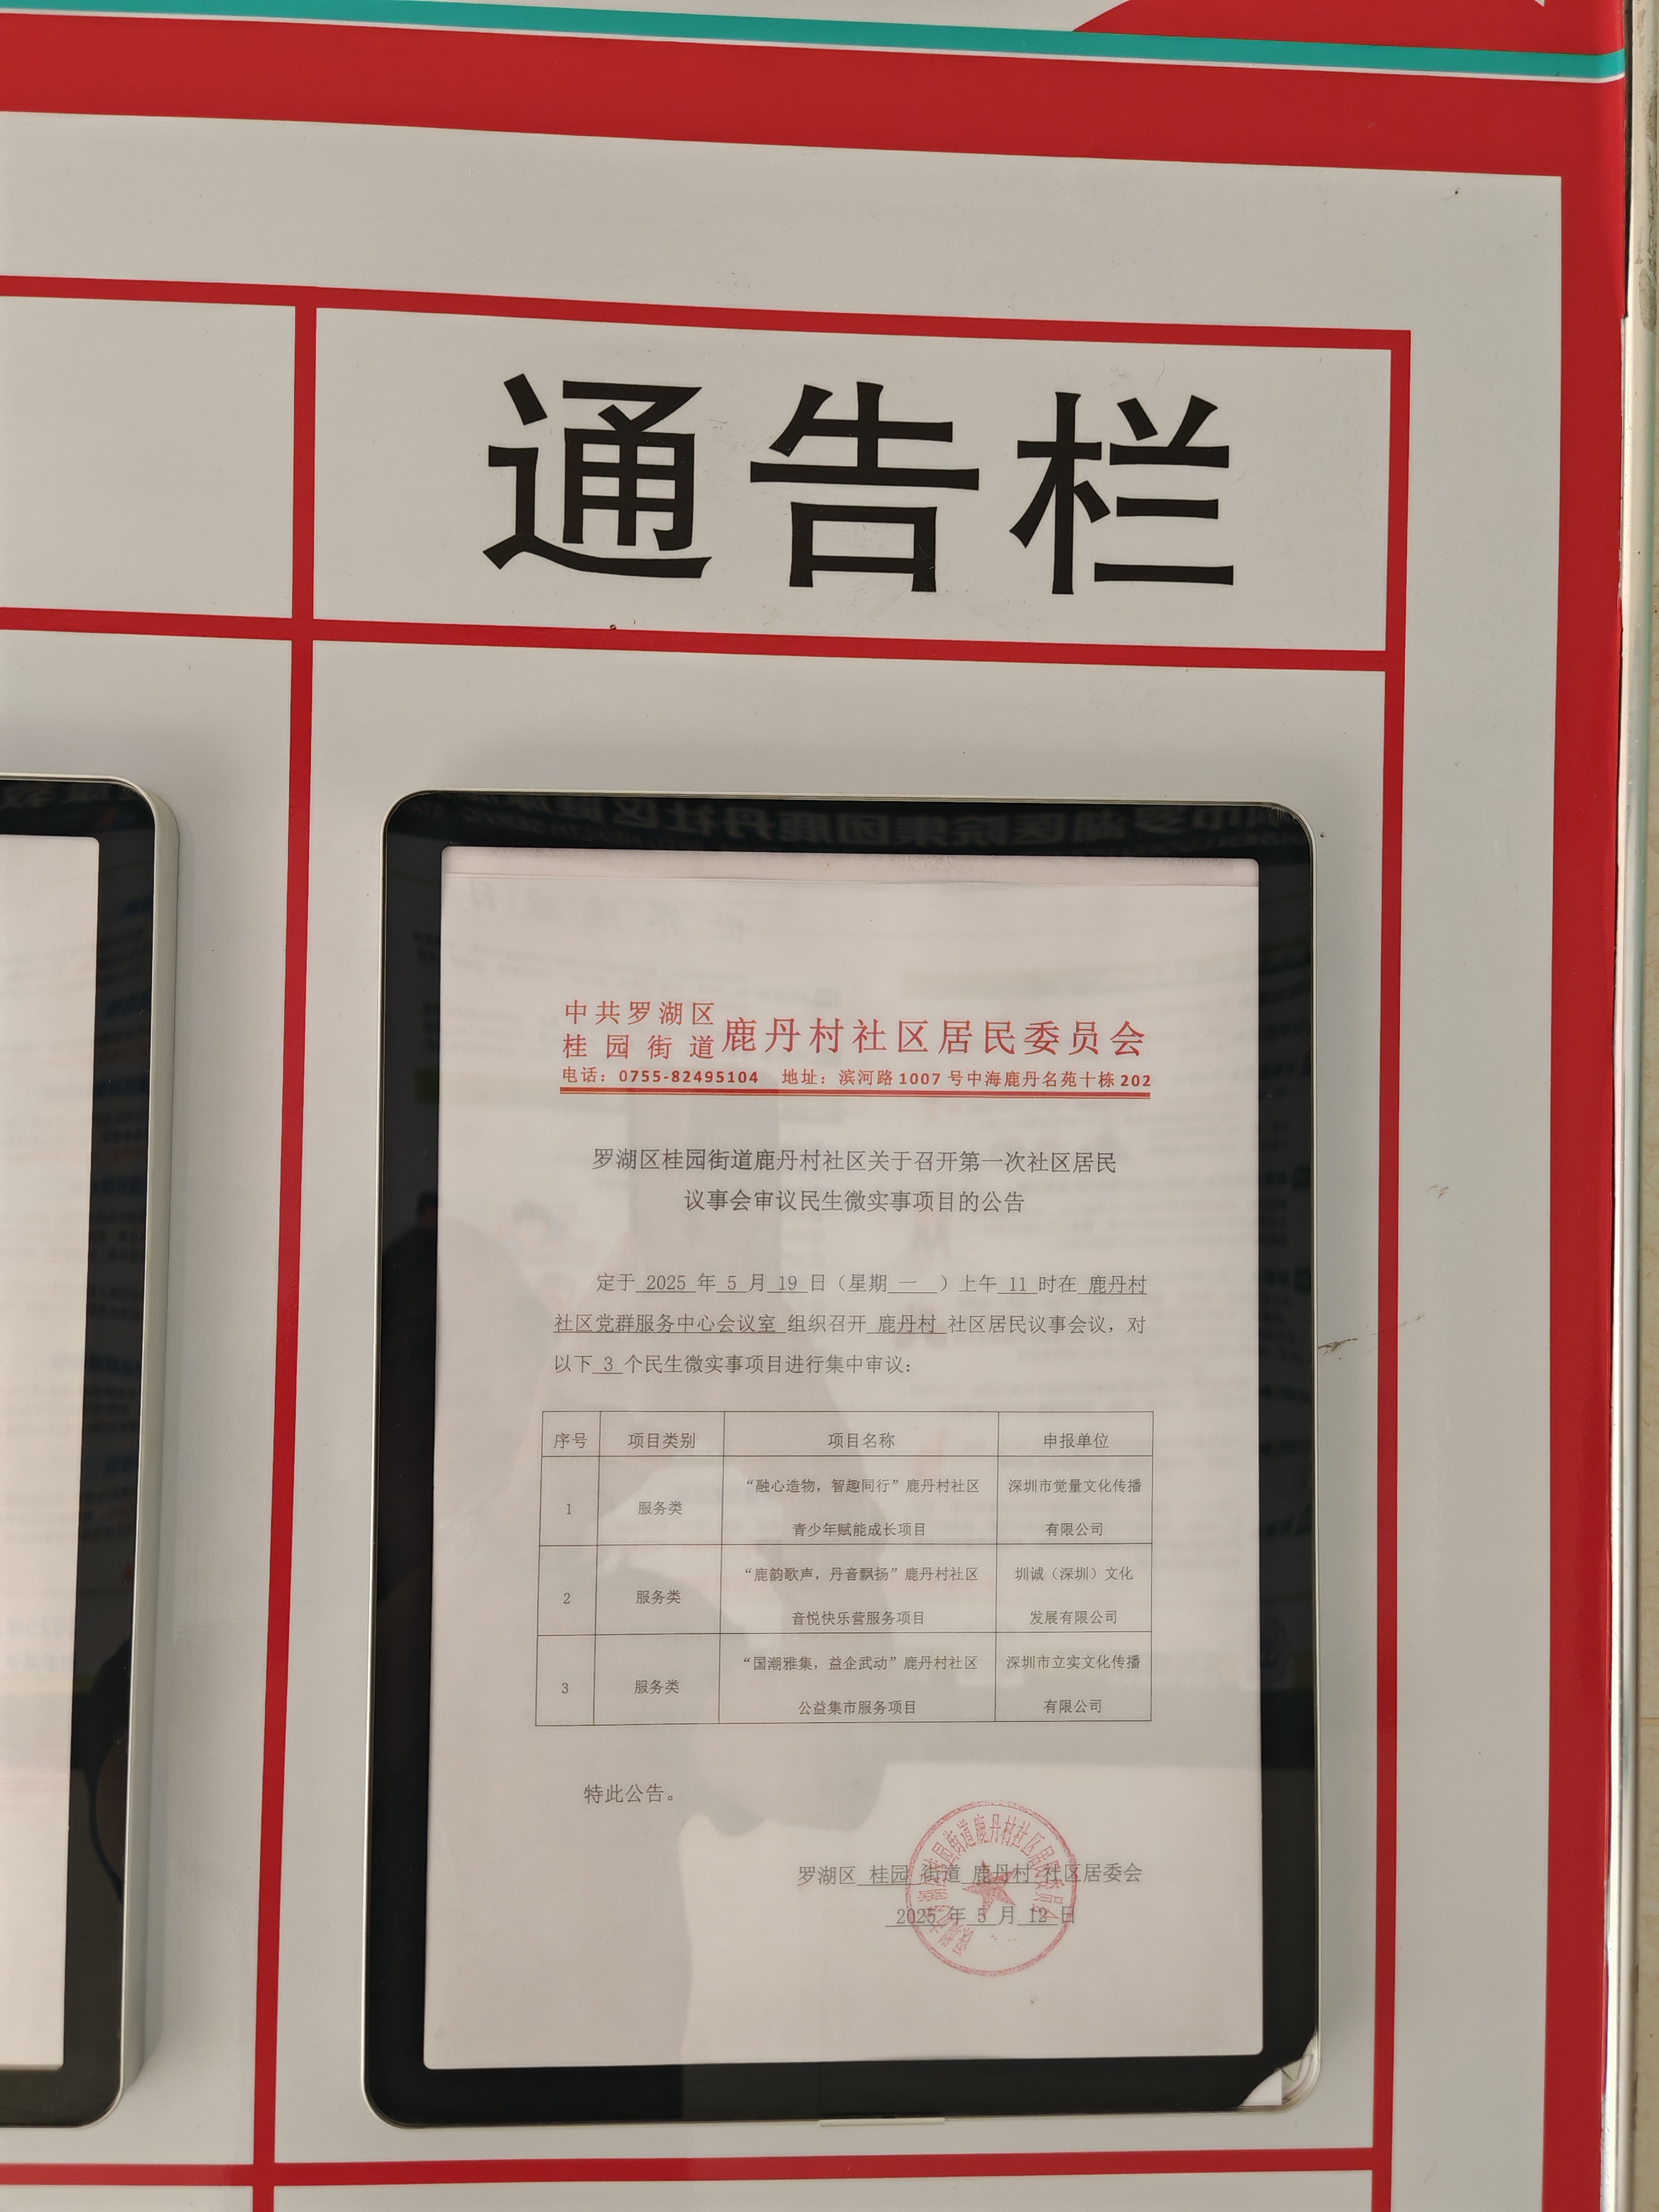 通告栏
中共罗湖区
桂园街道
鹿丹村社区居民委员会
电话：0755-82495104 地址：滨河路1007号中海鹿丹名苑十栋202
罗湖区桂园街道鹿丹村社区关于召开第一次社区居民
议事会审议民生微实事项目的公告
定于 2025 年 5 月 19 日（星期 一 ）上午 11 时在 鹿丹村
社区党群服务中心会议室 组织召开 鹿丹村 社区居民议事会议，对
以下 3 个民生微实事项目进行集中审议：
序号 项目类别 项目名称 申报单位
1 服务类 “融心造物，智趣同行”鹿丹村社区 深圳市觉量文化传播
青少年赋能成长项目 有限公司
2 服务类 “鹿韵歌声，丹音飘扬”鹿丹村社区 圳诚（深圳）文化
音悦快乐营服务项目 发展有限公司
3 服务类 “国潮雅集，益企武动”鹿丹村社区 深圳市立实文化传播
公益集市服务项目 有限公司
特此公告。
罗湖区 桂园 街道 鹿丹村 社区居委会
2025 年 5 月 12 日